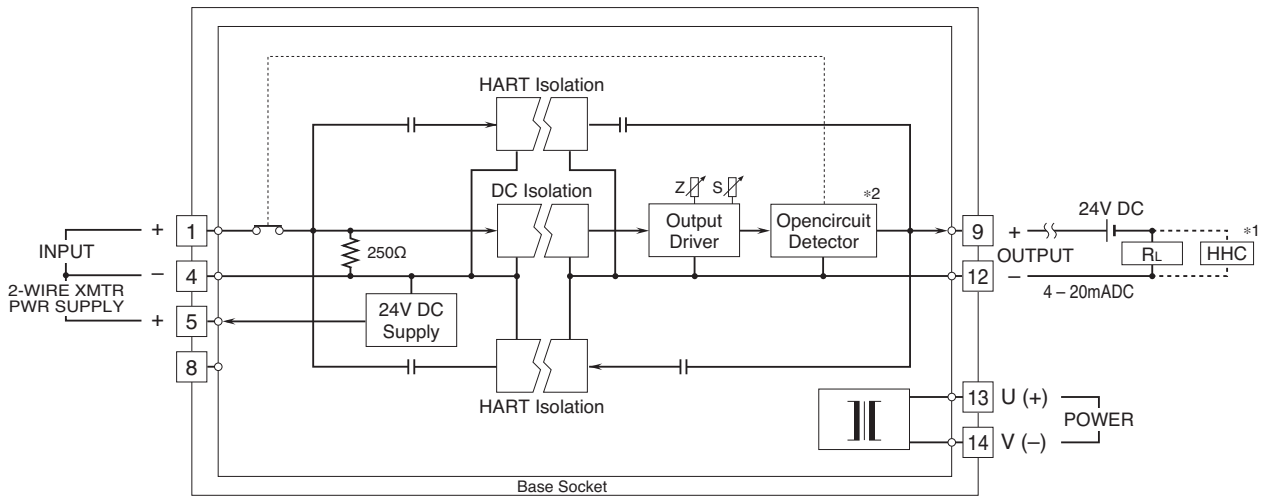 HART Isolation
DC Isolation
Z
S
*2
Output
Driver
Opencircuit
Detector
24V DC
*1
INPUT
+
1
250Ω
9
+
OUTPUT
RL
HHC
–
4
12
–
4 – 20mADC
2-WIRE XMTR
PWR SUPPLY
+
5
24V DC
Supply
8
HART Isolation
13
U (+)
POWER
14
V (–)
Base Socket